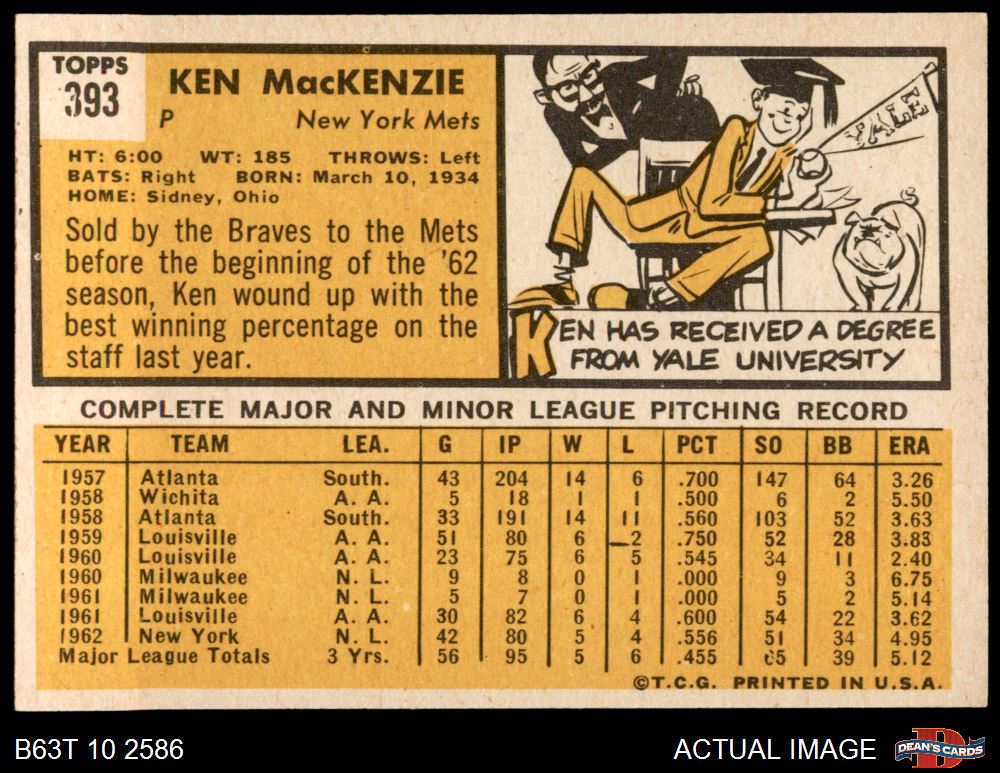 TOPPS
393
KEN MacKENZIE
P New York Mets
HT: 6:00 WT: 185 THROWS: Left
BATS: Right BORN: March 10, 1934
HOME: Sidney, Ohio
Sold by the Braves to the Mets
before the beginning of the '62
season, Ken wound up with the
best winning percentage on the
staff last year.
YALE
KEN HAS RECEIVED A DEGREE
FROM YALE UNIVERSITY
COMPLETE MAJOR AND MINOR LEAGUE PITCHING RECORD
YEAR TEAM LEA. G IP W L PCT SO BB ERA
1957 Atlanta South. 43 204 14 6 .700 147 64 3.26
1958 Wichita A. A. 5 18 1 1 .500 6 2 5.50
1958 Atlanta South. 33 191 14 11 .560 103 52 3.63
1959 Louisville A. A. 51 80 6 2 .750 52 28 3.83
1960 Louisville A. A. 23 75 6 5 .545 34 11 2.40
1960 Milwaukee N. L. 9 8 0 1 .000 9 3 6.75
1961 Milwaukee N. L. 5 7 0 1 .000 5 2 5.14
1961 Louisville A. A. 30 82 6 4 .600 54 22 3.62
1962 New York N. L. 42 80 5 4 .556 51 34 4.95
Major League Totals 3 Yrs. 56 95 5 6 .455 65 39 5.12
©T.C.G. PRINTED IN U.S.A.
B63T 10 2586 ACTUAL IMAGE
D
DEAN'S CARDS